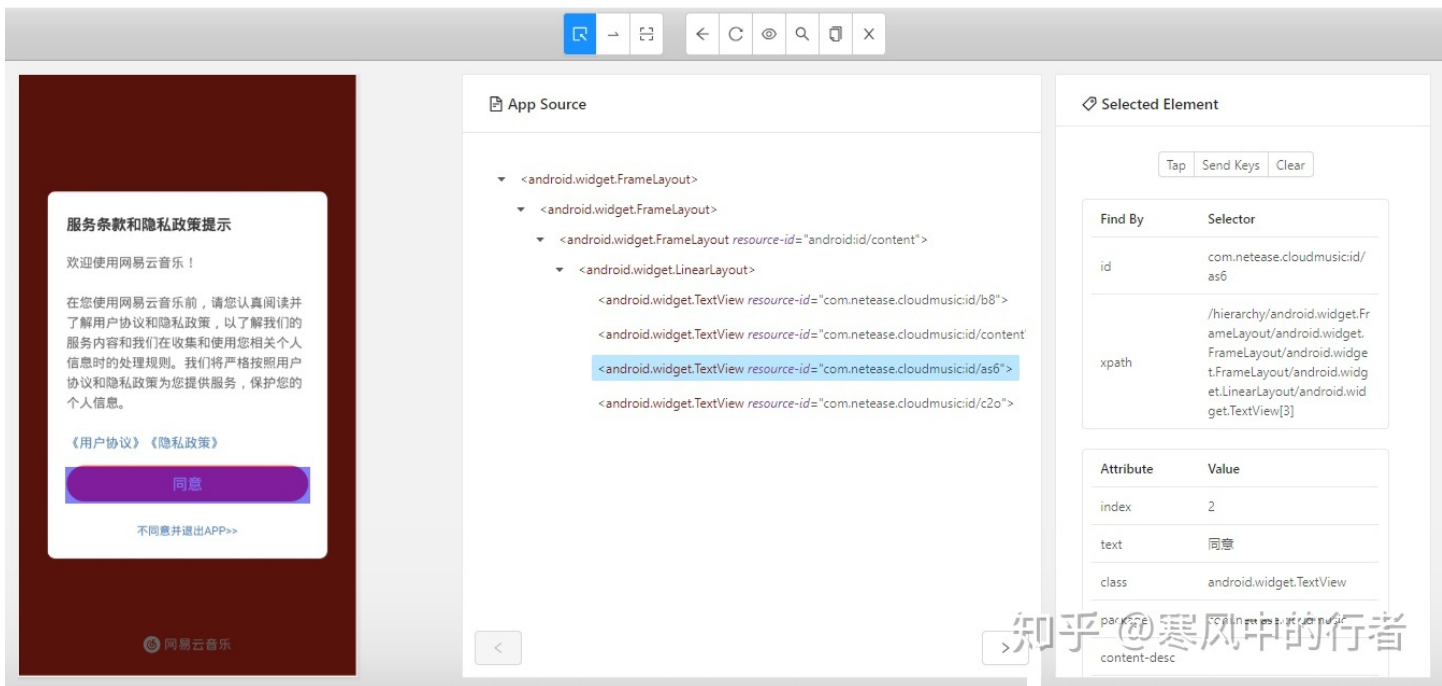 服务条款和隐私政策提示
欢迎使用网易云音乐！
在您使用网易云音乐前，请您认真阅读并
了解用户协议和隐私政策，以了解我们的
服务内容和我们在收集和使用您相关个人
信息时的处理规则。我们将严格按照用户
协议和隐私政策为您提供服务，保护您的
个人信息。
《用户协议》《隐私政策》
同意
不同意并退出APP>>
网易云音乐
App Source
<android.widget.FrameLayout>
<android.widget.FrameLayout>
<android.widget.FrameLayout resource-id="android:id/content">
<android.widget.LinearLayout>
<android.widget.TextView resource-id="com.netease.cloudmusic:id/b8">
<android.widget.TextView resource-id="com.netease.cloudmusic:id/content"
<android.widget.TextView resource-id="com.netease.cloudmusic:id/as6">
<android.widget.TextView resource-id="com.netease.cloudmusic:id/c2o">
Selected Element
Tap Send Keys Clear
Find By Selector
id com.netease.cloudmusic:id/
as6
/hierarchy/android.widget.Fr
ameLayout/android.widget.
FrameLayout/android.widge
xpath t.FrameLayout/android.widg
et.LinearLayout/android.wid
get.TextView[3]
Attribute Value
index 2
text 同意
class android.widget.TextView
package com.netease.cloudmusic
content-desc
知乎 @寒风中的行者